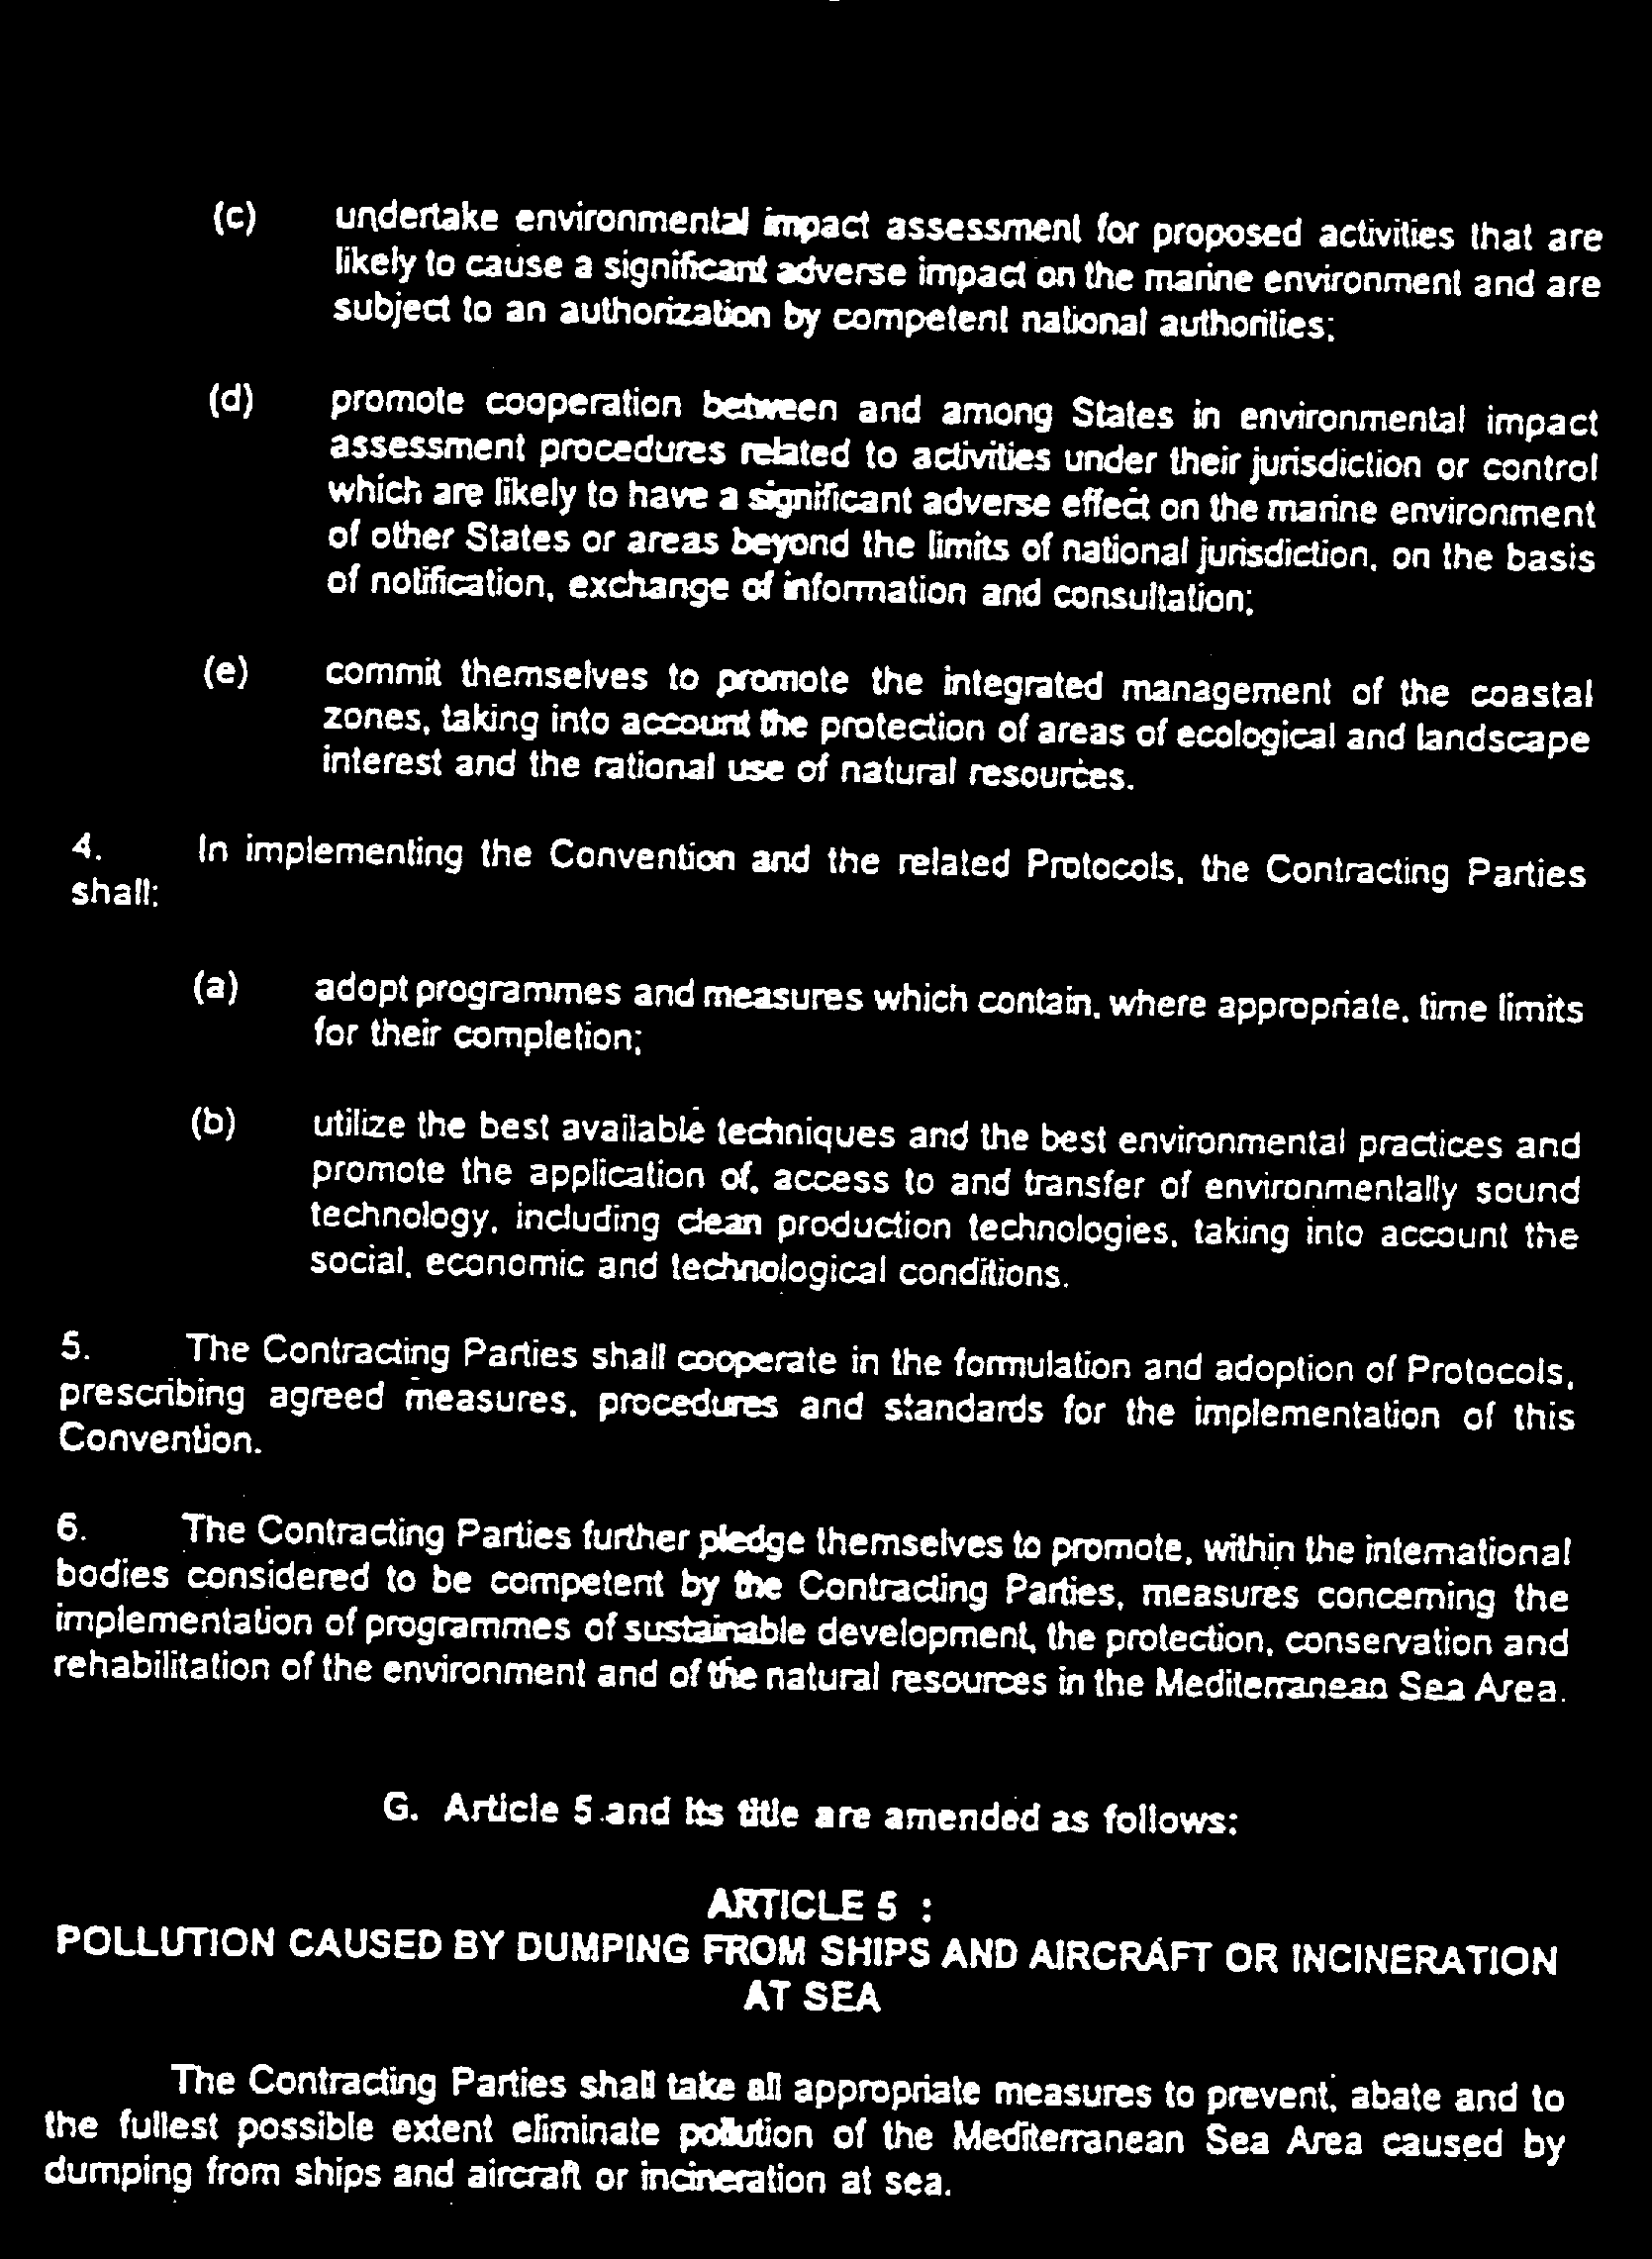 (c) undertake environmental impact assessment for proposed activities that are
likely to cause a significant adverse impact on the marine environment and are
subject to an authorization by competent national authorities;
(d) promote cooperation between and among States in environmental impact
assessment procedures related to activities under their jurisdiction or control
which are likely to have a significant adverse effect on the marine environment
of other States or areas beyond the limits of national jurisdiction, on the basis
of notification, exchange of information and consultation;
(e) commit themselves to promote the integrated management of the coastal
zones, taking into account the protection of areas of ecological and landscape
interest and the rational use of natural resources.
4. In implementing the Convention and the related Protocols, the Contracting Parties
shall:
(a) adopt programmes and measures which contain, where appropriate, time limits
for their completion;
(b) utilize the best available techniques and the best environmental practices and
promote the application of, access to and transfer of environmentally sound
technology, including clean production technologies, taking into account the
social, economic and technological conditions.
5. The Contracting Parties shall cooperate in the formulation and adoption of Protocols,
prescribing agreed measures, procedures and standards for the implementation of this
Convention.
6. The Contracting Parties further pledge themselves to promote, within the international
bodies considered to be competent by the Contracting Parties, measures concerning the
implementation of programmes of sustainable development, the protection, conservation and
rehabilitation of the environment and of the natural resources in the Mediterranean Sea Area.
G. Article 5 and its title are amended as follows:
ARTICLE 5 :
POLLUTION CAUSED BY DUMPING FROM SHIPS AND AIRCRAFT OR INCINERATION
AT SEA
The Contracting Parties shall take all appropriate measures to prevent, abate and to
the fullest possible extent eliminate pollution of the Mediterranean Sea Area caused by
dumping from ships and aircraft or incineration at sea.